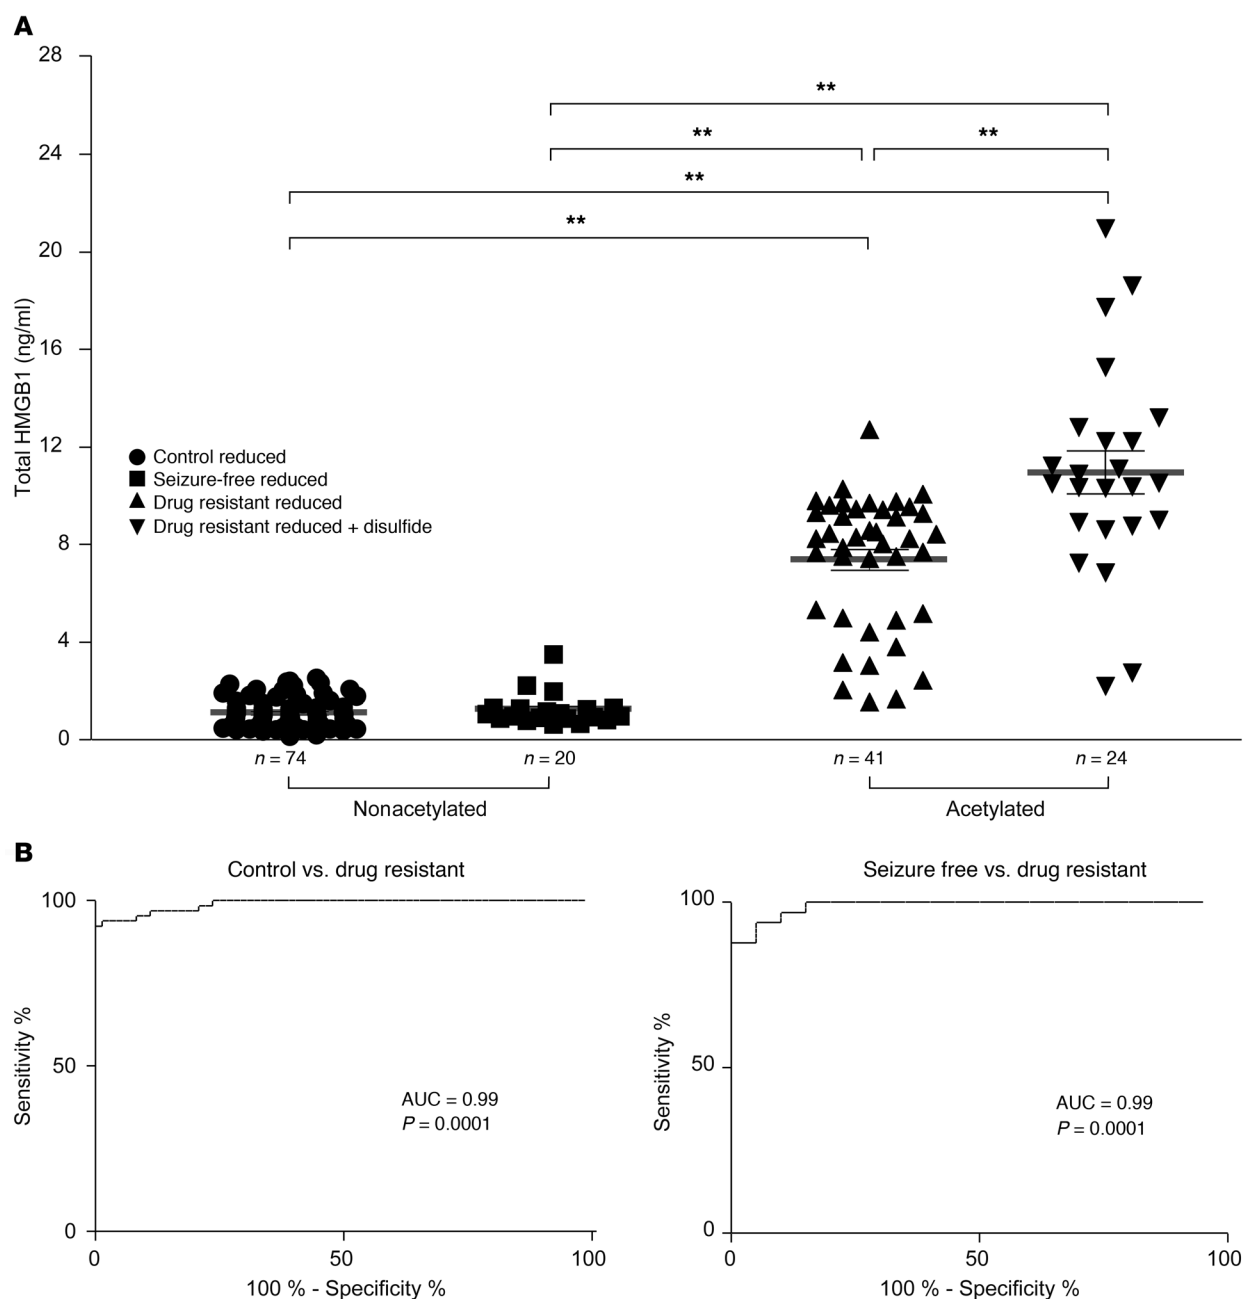 A
28
24
20
16
12
8
4
0
Total HMGB1 (ng/ml)
**
**
**
**
**
Control reduced
Seizure-free reduced
Drug resistant reduced
Drug resistant reduced + disulfide
n = 74
n = 20
n = 41
n = 24
Nonacetylated
Acetylated
B
Control vs. drug resistant
100
50
0
Sensitivity %
AUC = 0.99
P = 0.0001
0
50
100
100 % - Specificity %
Seizure free vs. drug resistant
100
50
0
Sensitivity %
AUC = 0.99
P = 0.0001
0
50
100
100 % - Specificity %